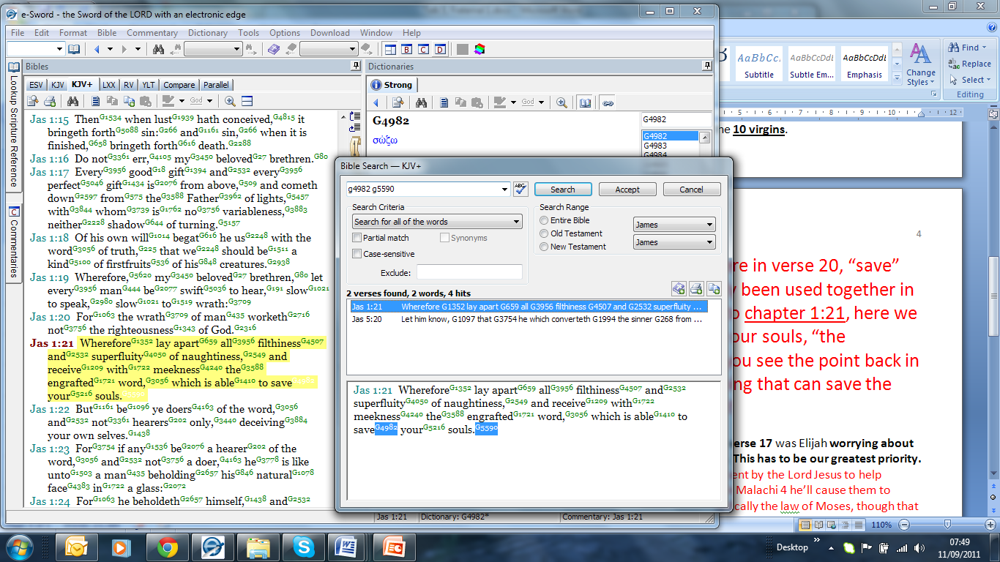 e-Sword - the Sword of the LORD with an electronic edge
File Edit Format Bible Commentary Dictionary Tools Options Download Window Help
Bibles
ESV KJV KJV+ LXX RV YLT Compare Parallel
God
Jas 1:15 ThenG1534 when lustG1939 hath conceived,G4815 it
bringeth forthG5088 sin:G266 andG1161 sin,G266 when it is
finished,G658 bringeth forthG616 death.G2288
Jas 1:16 Do notG3361 err,G4105 myG3450 belovedG27 brethren.G80
Jas 1:17 EveryG3956 goodG18 giftG1394 andG2532 everyG3956
perfectG5046 giftG1434 isG2076 from above,G509 and cometh
downG2597 fromG575 theG3588 FatherG3962 of lights,G5457
withG3844 whomG3739 isG1762 noG3756 variableness,G3883
neitherG2228 shadowG644 of turning.G5157
Jas 1:18 Of his own willG1014 begatG616 he usG2248 with the
wordG3056 of truth,G225 that weG2248 should beG1511 a
kindG5100 of firstfruitsG536 of hisG848 creatures.G2938
Jas 1:19 Wherefore,G5620 myG3450 belovedG27 brethren,G80 let
everyG3956 manG444 beG2077 swiftG5036 to hear,G191 slowG1021
to speak,G2980 slowG1021 toG1519 wrath:G3709
Jas 1:20 ForG1063 the wrathG3709 of manG435 workethG2716
notG3756 the righteousnessG1343 of God.G2316
Jas 1:21 WhereforeG1352 lay apartG659 allG3956 filthinessG4507
andG2532 superfluityG4050 of naughtiness,G2549 and
receiveG1209 withG1722 meeknessG4240 theG3588
engraftedG1721 word,G3056 which is ableG1410 to saveG4982
yourG5216 souls.G5590
Jas 1:22 ButG1161 beG1096 ye doersG4163 of the word,G3056
andG2532 notG3361 hearersG202 only,G3440 deceivingG3884
your own selves.G1438
Jas 1:23 ForG3754 if anyG1536 beG2076 a hearerG202 of the
word,G3056 andG2532 notG3756 a doer,G4163 heG3778 is like
untoG1503 a manG435 beholdingG2657 hisG846 naturalG1078
faceG4383 inG1722 a glass:G2072
Jas 1:24 ForG1063 he beholdethG2657 himself,G1438 andG2532
Lookup Scripture Reference
Commentaries
Dictionaries
Strong
God
G4982
σώζω
G4982
G4982
G4983
G4984
Bible Search — KJV+
g4982 g5590
ABC
Search
Accept
Cancel
Search Criteria
Search for all of the words
Partial match
Synonyms
Case-sensitive
Exclude:
Search Range
Entire Bible
Old Testament
New Testament
James
James
2 verses found, 2 words, 4 hits
Jas 1:21 Wherefore G1352 lay apart G659 all G3956 filthiness G4507 and G2532 superfluity ...
Jas 5:20 Let him know, G1097 that G3754 he which converteth G1994 the sinner G268 from ...
Jas 1:21 WhereforeG1352 lay apartG659 allG3956 filthinessG4507 andG2532
superfluityG4050 of naughtiness,G2549 and receiveG1209 withG1722
meeknessG4240 theG3588 engraftedG1721 word,G3056 which is ableG1410 to
saveG4982 yourG5216 souls.G5590
Jas 1:21
Dictionary: G4982*
Commentary: Jas 1:21
AaBbCc.
AaBbCcDdE
AaBbCcDdE
Subtitle
Subtle Em...
Emphasis
Change
Styles
Find
Replace
Select
Editing
5 6 7 8 9 10 12
he 10 virgins.
4
re in verse 20, “save”
y been used together in
o chapter 1:21, here we
our souls, “the
ou see the point back in
ng that can save the
erse 17 was Elijah worrying about
This has to be our greatest priority.
ent by the Lord Jesus to help
Malachi 4 he’ll cause them to
cally the law of Moses, though that
110%
Desktop
07:49
11/09/2011